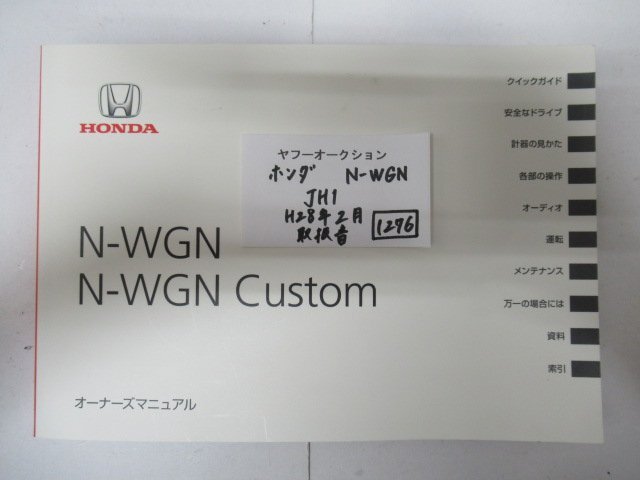 HONDA
ヤフーオークション
ホンダ N-WGN
JH1
H28年2月
取扱書 1276
N-WGN
N-WGN Custom
オーナーズマニュアル
クイックガイド
安全なドライブ
計器の見かた
各部の操作
オーディオ
運転
メンテナンス
万一の場合には
資料
索引